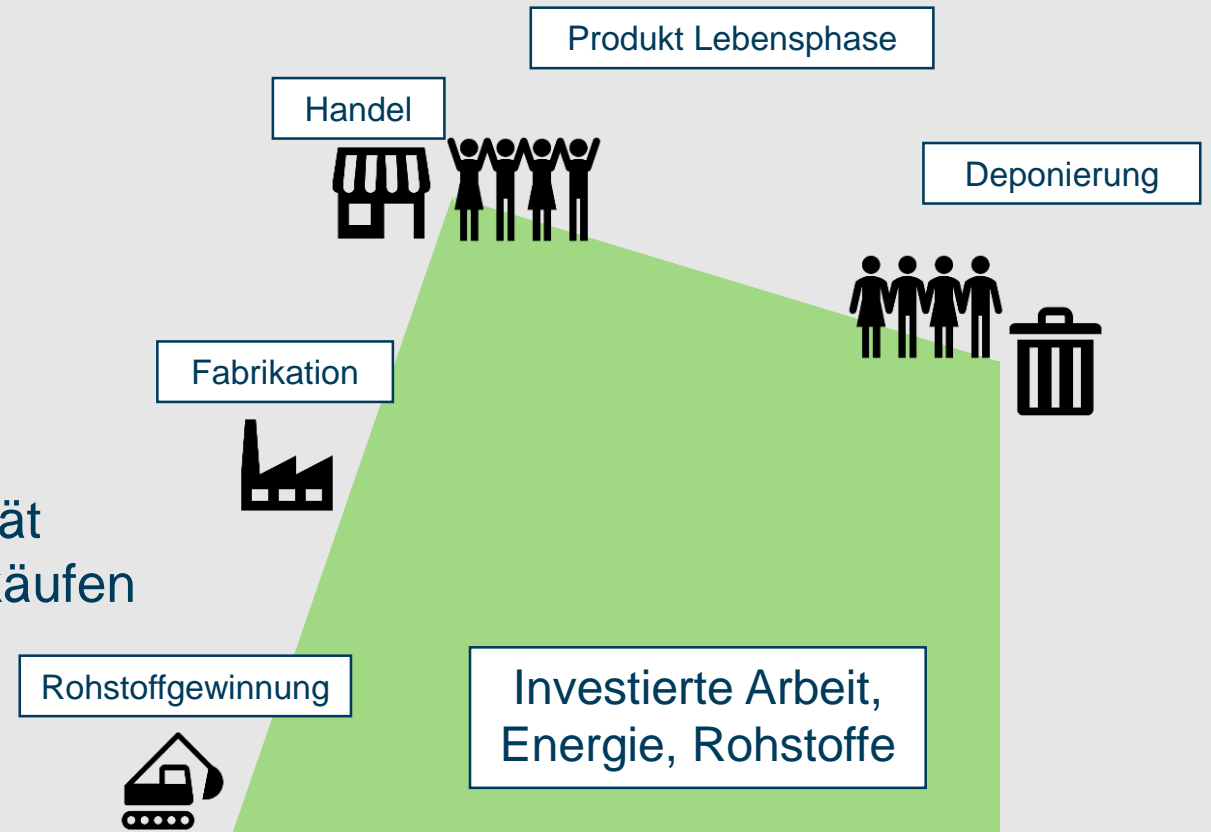 Produkt Lebensphase
Handel
Deponierung
Fabrikation
Rohstoffgewinnung
Investierte Arbeit,
Energie, Rohstoffe